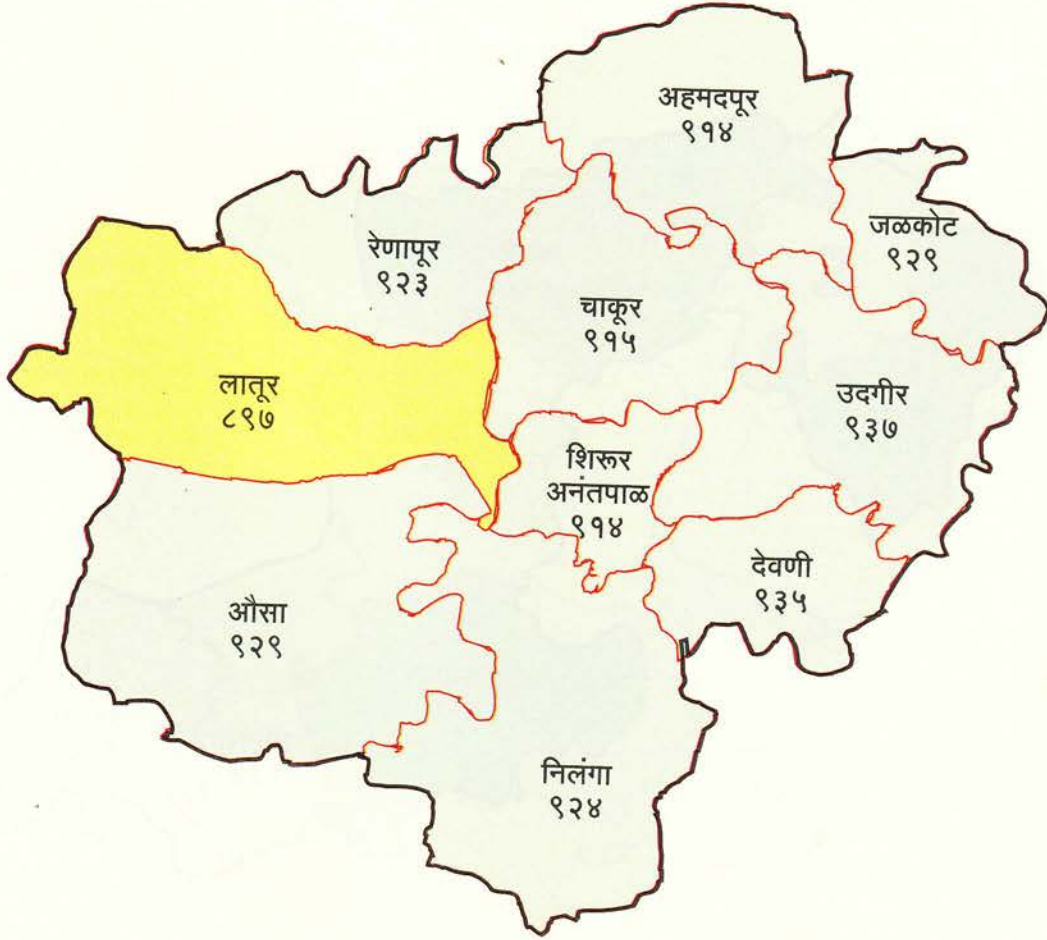 अहमदपूर
९१४
जळकोट
९२९
रेणापूर
९२३
चाकूर
९१५
लातूर
८९७
उदगीर
९३७
शिरूर
अनंतपाळ
९१४
देवणी
९३५
औसा
९२९
निलंगा
९२४